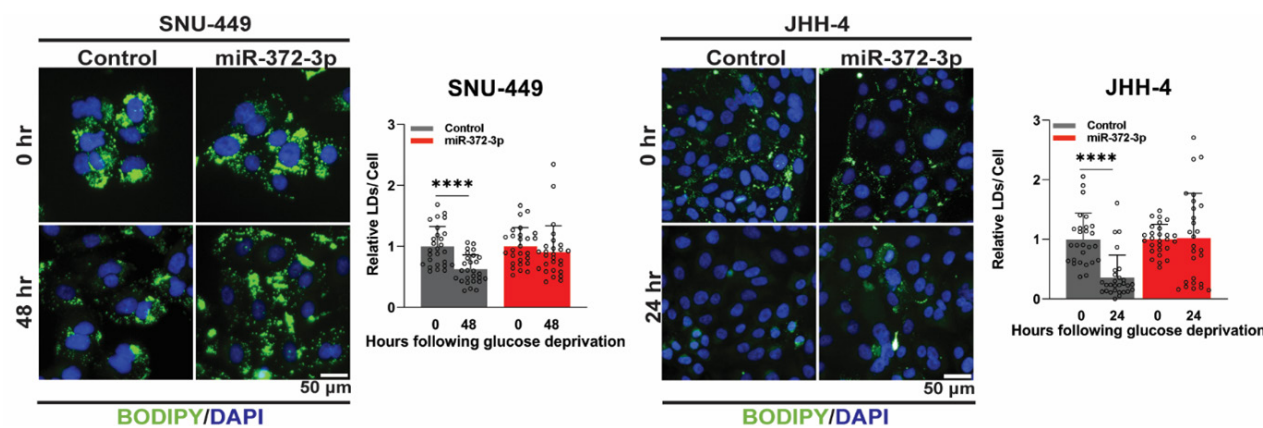 SNU-449
Control miR-372-3p
0 hr
48 hr
50 µm
BODIPY/DAPI
SNU-449
Relative LDs/ Cell
3
2
1
0
Control
miR-372-3p
****
0 48 0 48
Hours following glucose deprivation
JHH-4
Control miR-372-3p
0 hr
24 hr
50 µm
BODIPY/DAPI
JHH-4
Relative LDs/ Cell
3
2
1
0
Control
miR-372-3p
****
0 24 0 24
Hours following glucose deprivation